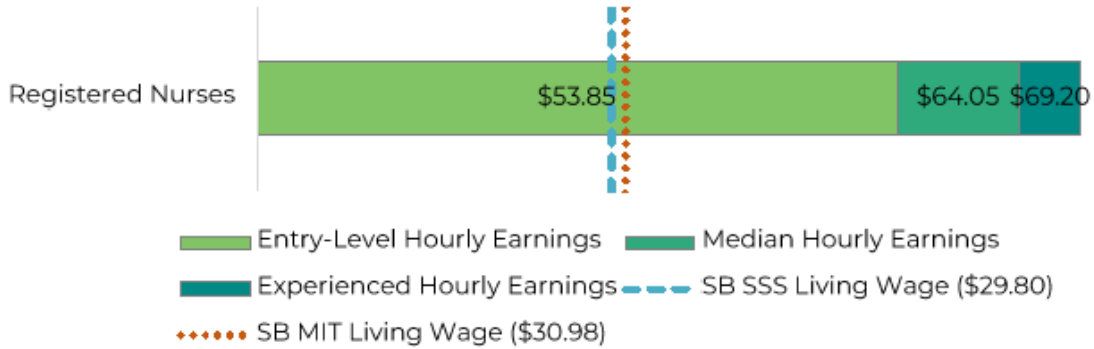 Registered Nurses $53.85 $64.05 $69.20
Entry-Level Hourly Earnings Median Hourly Earnings
Experienced Hourly Earnings SB SSS Living Wage ($29.80)
SB MIT Living Wage ($30.98)